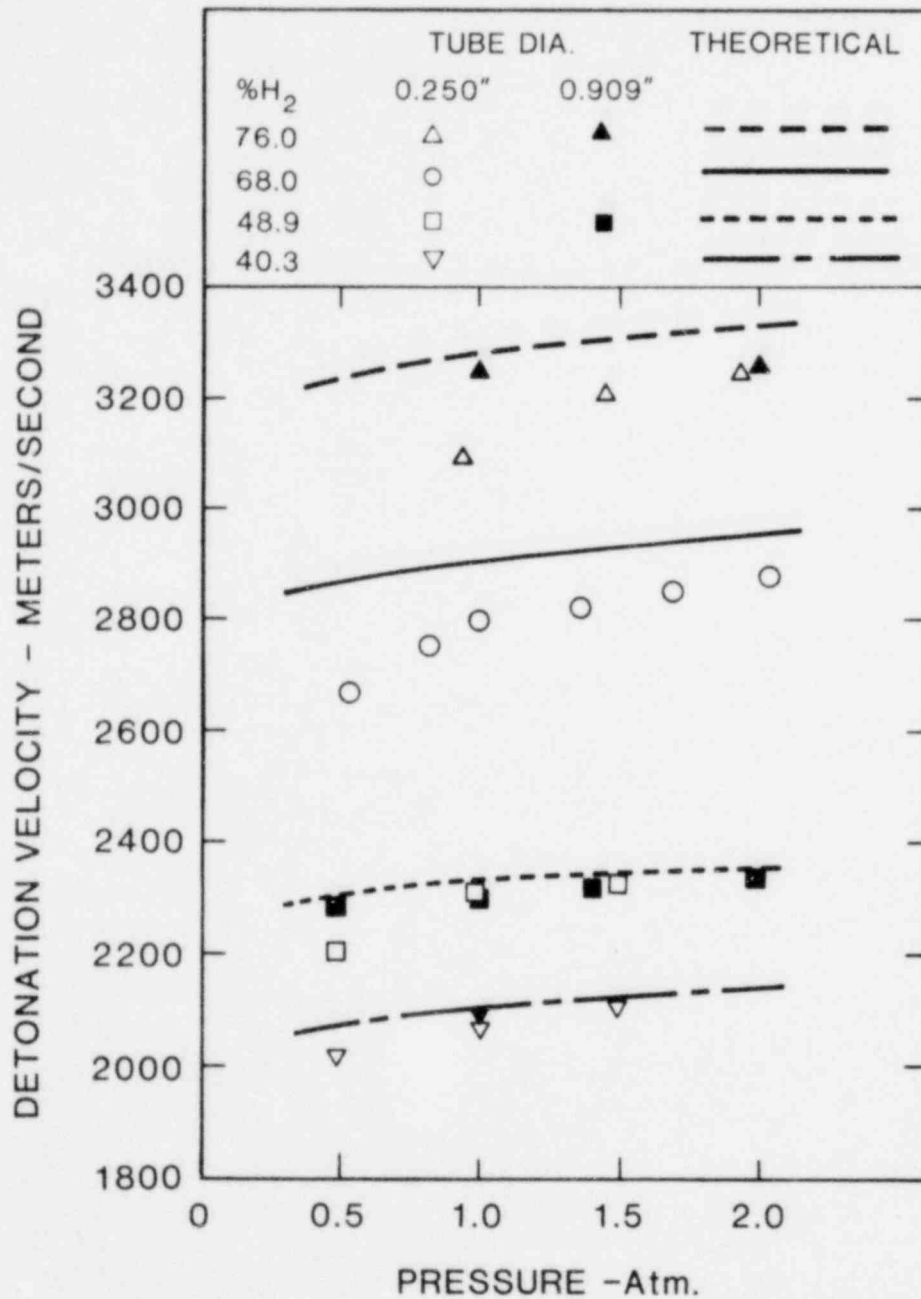 TUBE DIA. THEORETICAL
%H₂ 0.250" 0.909"
76.0
68.0
48.9
40.3
3400
3200
3000
2800
2600
2400
2200
2000
1800
DETONATION VELOCITY – METERS/SECOND
0 0.5 1.0 1.5 2.0
PRESSURE –Atm.